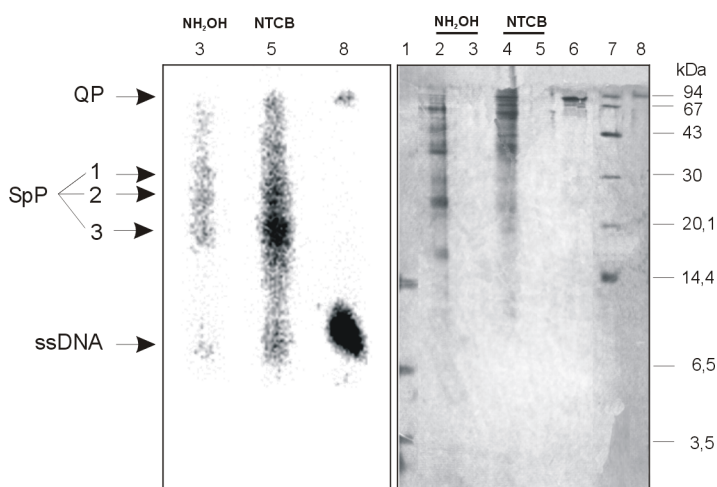 NH₂OH NTCB
3 5 8
NH₂OH NTCB
1 2 3 4 5 6 7 8
kDa
QP
94
67
43
SpP
1
2
3
30
20,1
14,4
ssDNA
6,5
3,5